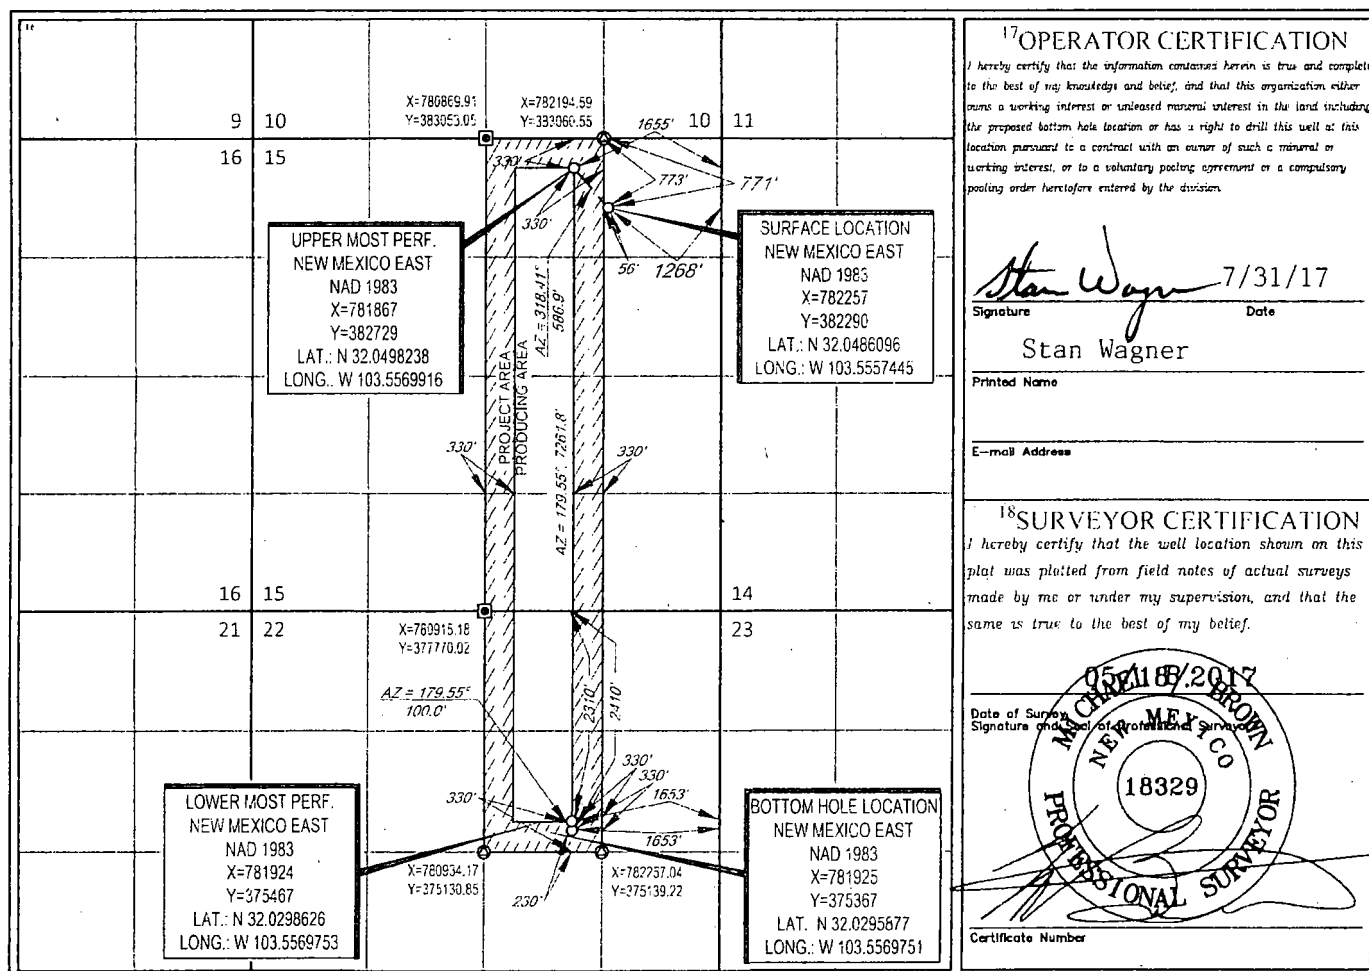 16
X=780869.91
Y=383053.05
X=782194.59
Y=383060.55
1655'
9 10
10 11
16 15
330'
773'
771'
330'
56'
1268'
UPPER MOST PERF.
NEW MEXICO EAST
NAD 1983
X=781867
Y=382729
LAT.: N 32.0498238
LONG.: W 103.5569916
SURFACE LOCATION
NEW MEXICO EAST
NAD 1983
X=782257
Y=382290
LAT.: N 32.0486096
LONG.: W 103.5557445
AZ = 318.41°
586.9'
PROJECT AREA
PRODUCING AREA
330'
330'
AZ = 179.55°, 7261.8'
16 15
14
21 22
23
X=780915.18
Y=377770.02
AZ = 179.55°
100.0'
2310'
2410'
330'
330'
330'
1653'
1653'
230'
LOWER MOST PERF.
NEW MEXICO EAST
NAD 1983
X=781924
Y=375467
LAT.: N 32.0298626
LONG.: W 103.5569753
X=780934.17
Y=375130.85
X=782257.04
Y=375139.22
BOTTOM HOLE LOCATION
NEW MEXICO EAST
NAD 1983
X=781925
Y=375367
LAT. N 32.0295877
LONG.: W 103.5569751
17 OPERATOR CERTIFICATION
I hereby certify that the information contained herein is true and complete
to the best of my knowledge and belief, and that this organization either
owns a working interest or unleased mineral interest in the land including
the proposed bottom hole location or has a right to drill this well at this
location pursuant to a contract with an owner of such a mineral or
working interest, or to a voluntary pooling agreement or a compulsory
pooling order heretofore entered by the division.
Stan Wagner 7/31/17
Signature Date
Stan Wagner
Printed Name
E-mail Address
18 SURVEYOR CERTIFICATION
I hereby certify that the well location shown on this
plat was plotted from field notes of actual surveys
made by me or under my supervision, and that the
same is true to the best of my belief.
05/18/2017
Date of Survey
Signature and Seal of Professional Surveyor
MICHAEL BROWN
NEW MEXICO
18329
PROFESSIONAL SURVEYOR
Certificate Number